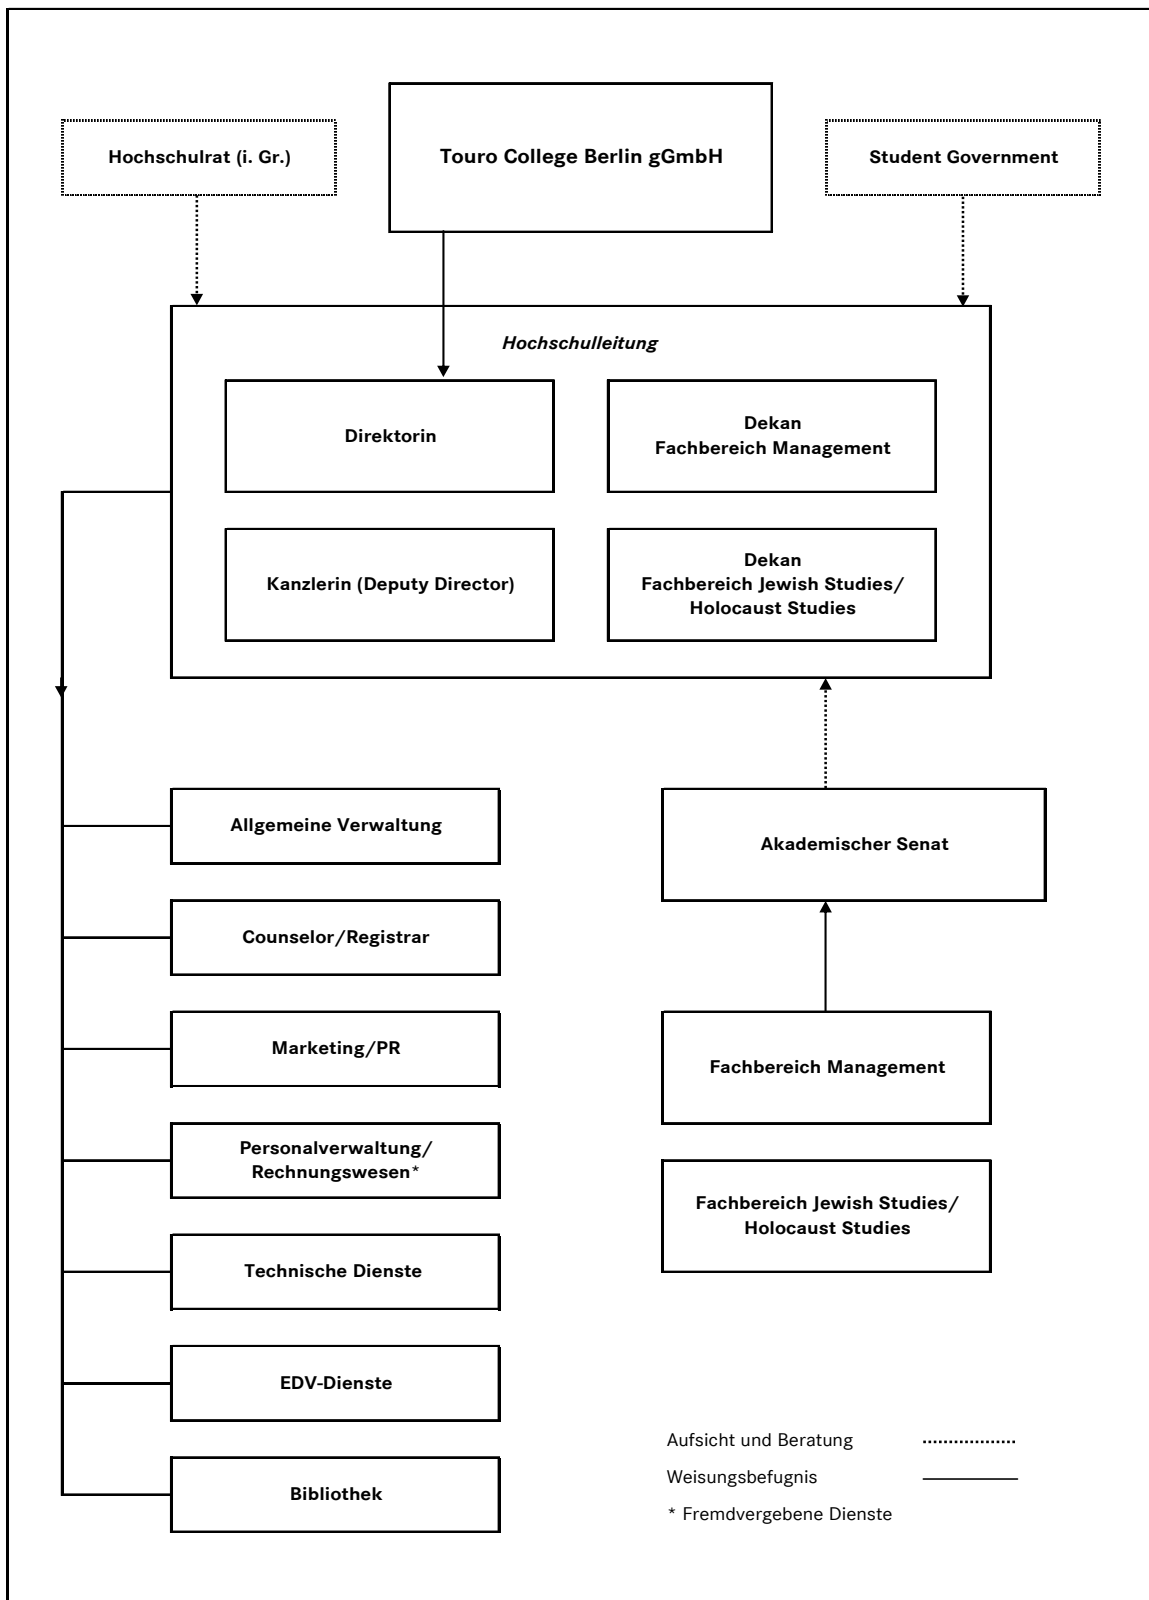 Hochschulrat (i. Gr.)
Touro College Berlin gGmbH
Student Government
Hochschulleitung
Direktorin
Dekan
Fachbereich Management
Kanzlerin (Deputy Director)
Dekan
Fachbereich Jewish Studies/
Holocaust Studies
Allgemeine Verwaltung
Counselor/Registrar
Marketing/PR
Personalverwaltung/
Rechnungswesen*
Technische Dienste
EDV-Dienste
Bibliothek
Akademischer Senat
Fachbereich Management
Fachbereich Jewish Studies/
Holocaust Studies
Aufsicht und Beratung
Weisungsbefugnis
* Fremdvergebene Dienste